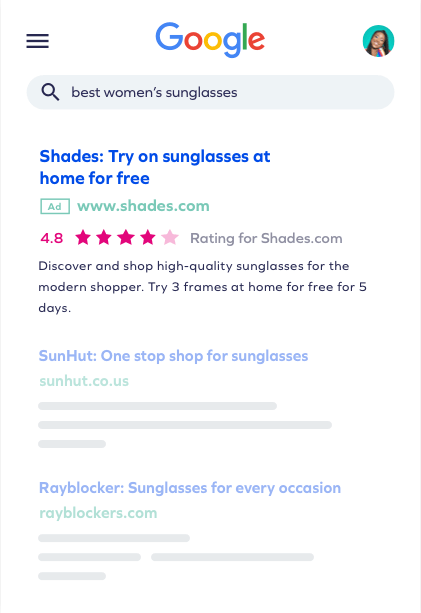 Google
best women’s sunglasses
Shades: Try on sunglasses at
home for free
Ad www.shades.com
4.8 Rating for Shades.com
Discover and shop high-quality sunglasses for the
modern shopper. Try 3 frames at home for free for 5
days.
SunHut: One stop shop for sunglasses
sunhut.co.us
Rayblocker: Sunglasses for every occasion
rayblockers.com